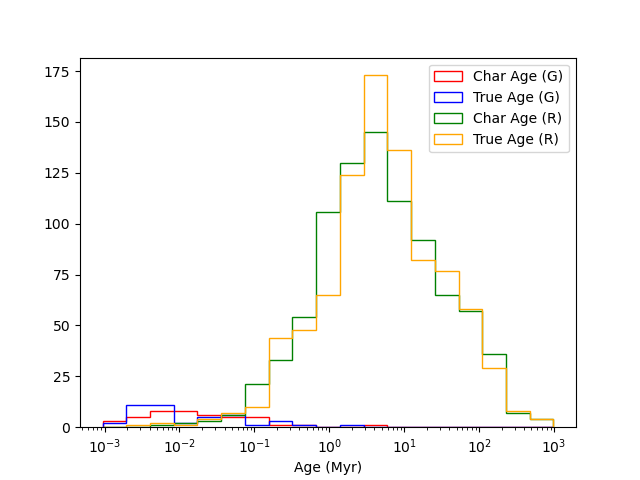 175
150
125
100
75
50
25
0
Char Age (G)
True Age (G)
Char Age (R)
True Age (R)
10⁻³ 10⁻² 10⁻¹ 10⁰ 10¹ 10² 10³
Age (Myr)